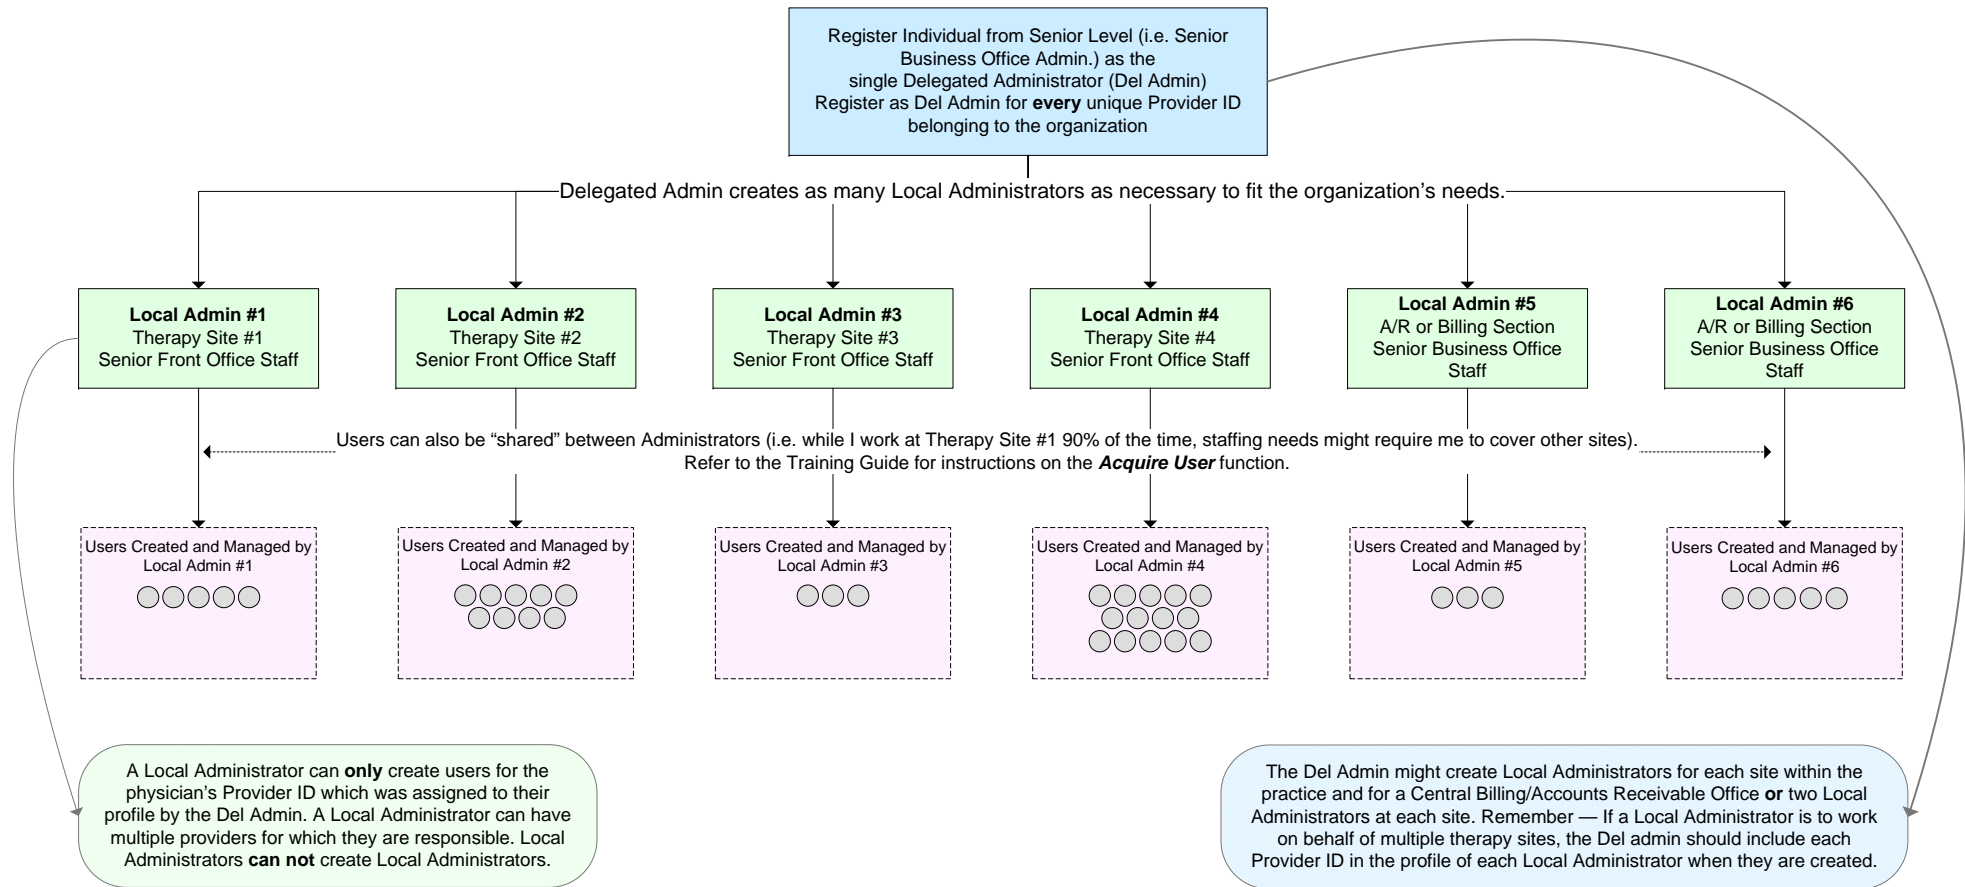 Register Individual from Senior Level (i.e. Senior
Business Office Admin.) as the
single Delegated Administrator (Del Admin)
Register as Del Admin for every unique Provider ID
belonging to the organization
Delegated Admin creates as many Local Administrators as necessary to fit the organization's needs.
Local Admin #1
Therapy Site #1
Senior Front Office Staff
Local Admin #2
Therapy Site #2
Senior Front Office Staff
Local Admin #3
Therapy Site #3
Senior Front Office Staff
Local Admin #4
Therapy Site #4
Senior Front Office Staff
Local Admin #5
A/R or Billing Section
Senior Business Office
Staff
Local Admin #6
A/R or Billing Section
Senior Business Office
Staff
Users can also be “shared” between Administrators (i.e. while I work at Therapy Site #1 90% of the time, staffing needs might require me to cover other sites).
Refer to the Training Guide for instructions on the Acquire User function.
Users Created and Managed by
Local Admin #1
Users Created and Managed by
Local Admin #2
Users Created and Managed by
Local Admin #3
Users Created and Managed by
Local Admin #4
Users Created and Managed by
Local Admin #5
Users Created and Managed by
Local Admin #6
A Local Administrator can only create users for the
physician's Provider ID which was assigned to their
profile by the Del Admin. A Local Administrator can have
multiple providers for which they are responsible. Local
Administrators can not create Local Administrators.
The Del Admin might create Local Administrators for each site within the
practice and for a Central Billing/Accounts Receivable Office or two Local
Administrators at each site. Remember — If a Local Administrator is to work
on behalf of multiple therapy sites, the Del admin should include each
Provider ID in the profile of each Local Administrator when they are created.